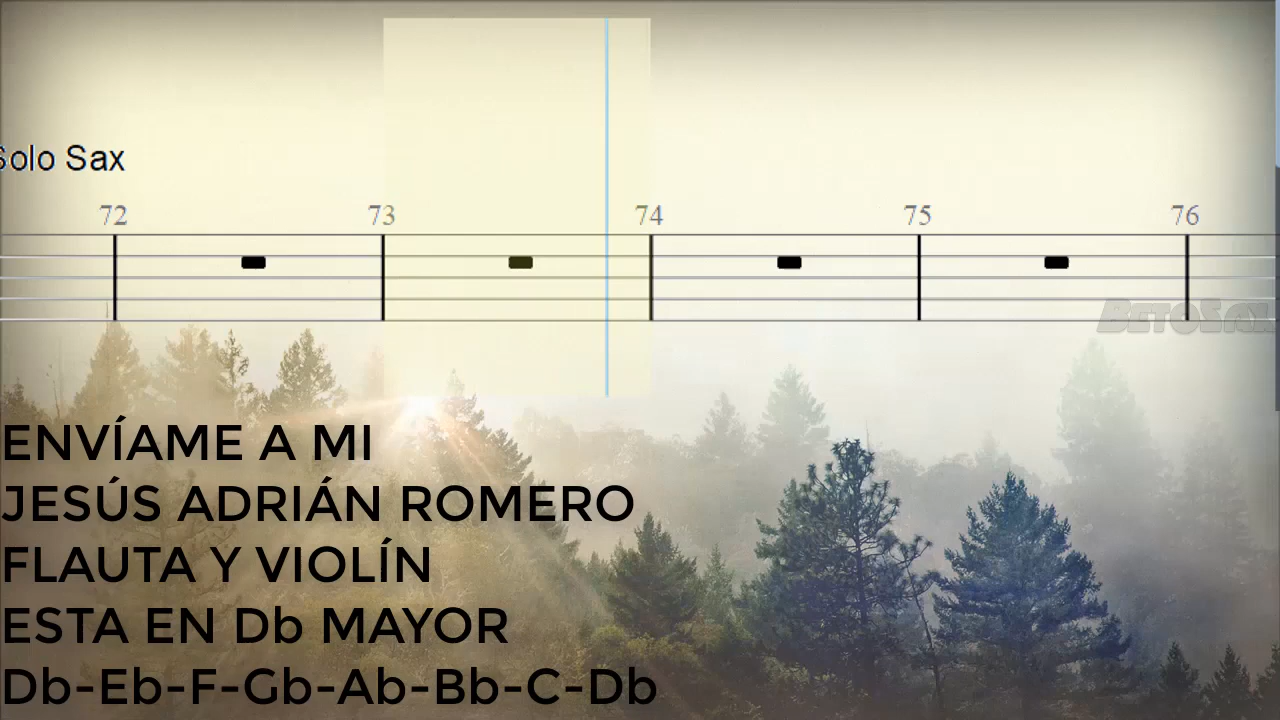 Solo Sax
72 73 74 75 76
BETOSAX
ENVÍAME A MI
JESÚS ADRIÁN ROMERO
FLAUTA Y VIOLÍN
ESTA EN Db MAYOR
Db-Eb-F-Gb-Ab-Bb-C-Db